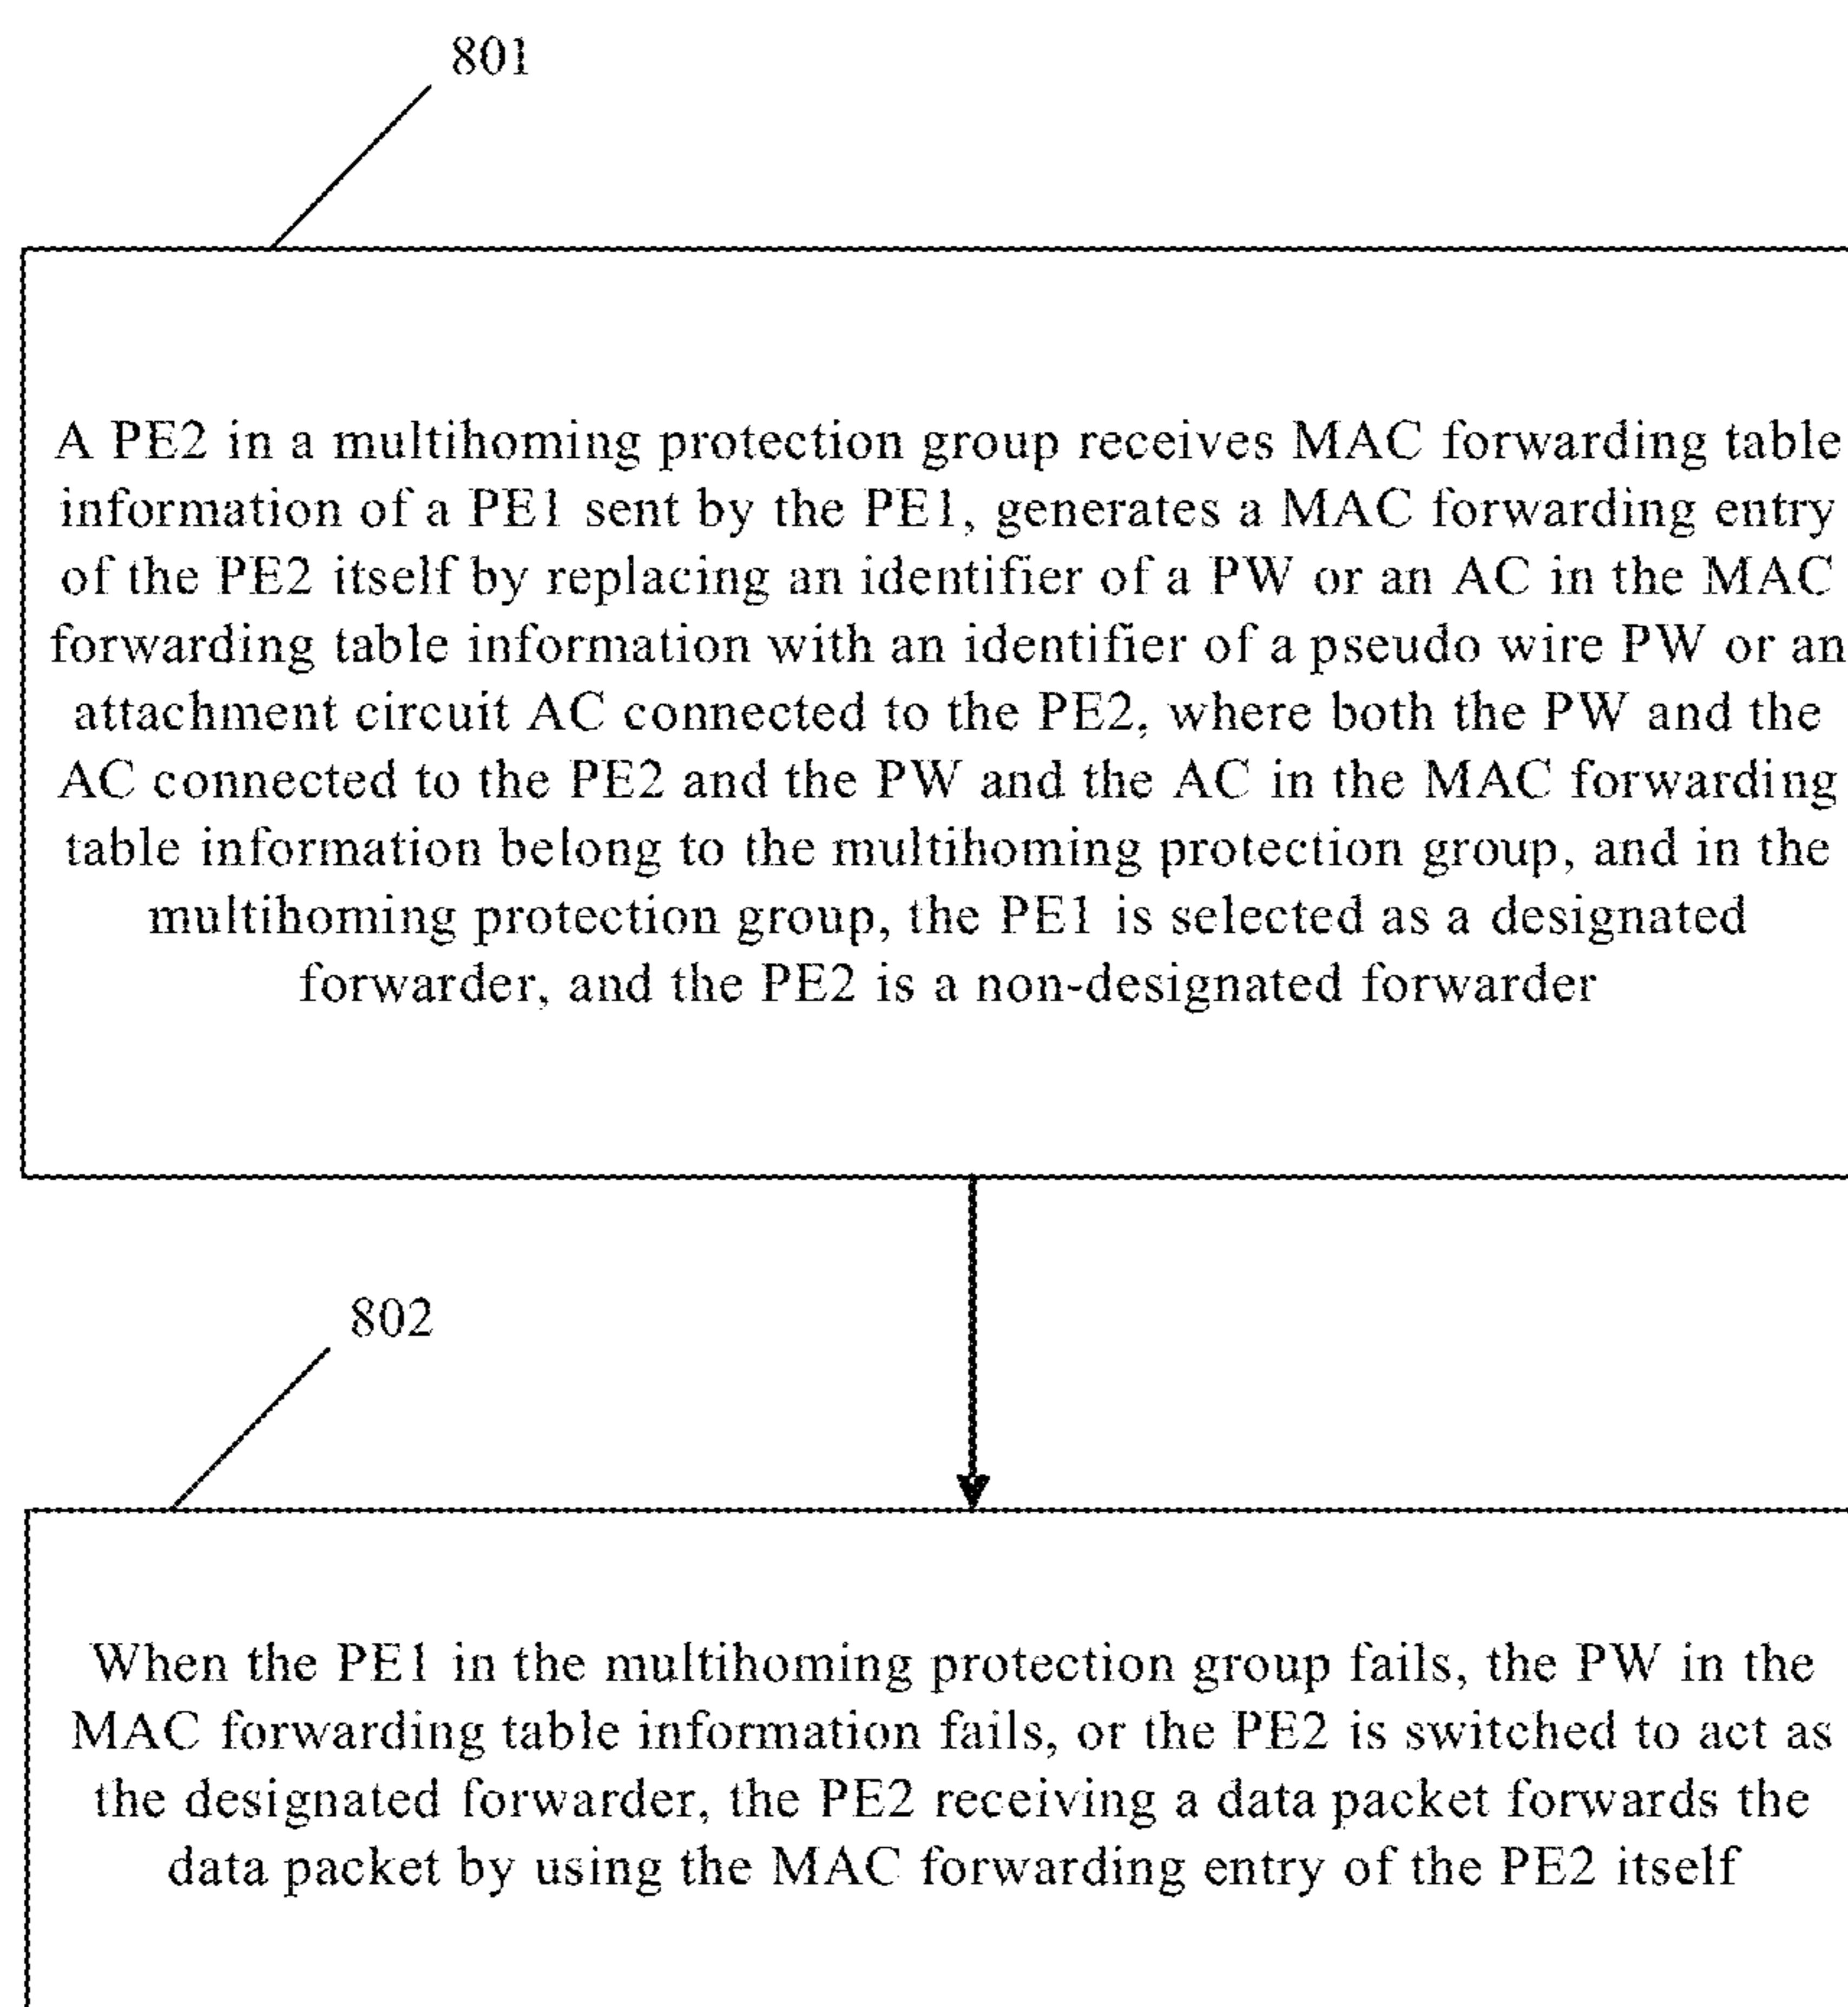 801
A PE2 in a multihoming protection group receives MAC forwarding table
information of a PE1 sent by the PE1, generates a MAC forwarding entry
of the PE2 itself by replacing an identifier of a PW or an AC in the MAC
forwarding table information with an identifier of a pseudo wire PW or an
attachment circuit AC connected to the PE2, where both the PW and the
AC connected to the PE2 and the PW and the AC in the MAC forwarding
table information belong to the multihoming protection group, and in the
multihoming protection group, the PE1 is selected as a designated
forwarder, and the PE2 is a non-designated forwarder
802
When the PE1 in the multihoming protection group fails, the PW in the
MAC forwarding table information fails, or the PE2 is switched to act as
the designated forwarder, the PE2 receiving a data packet forwards the
data packet by using the MAC forwarding entry of the PE2 itself